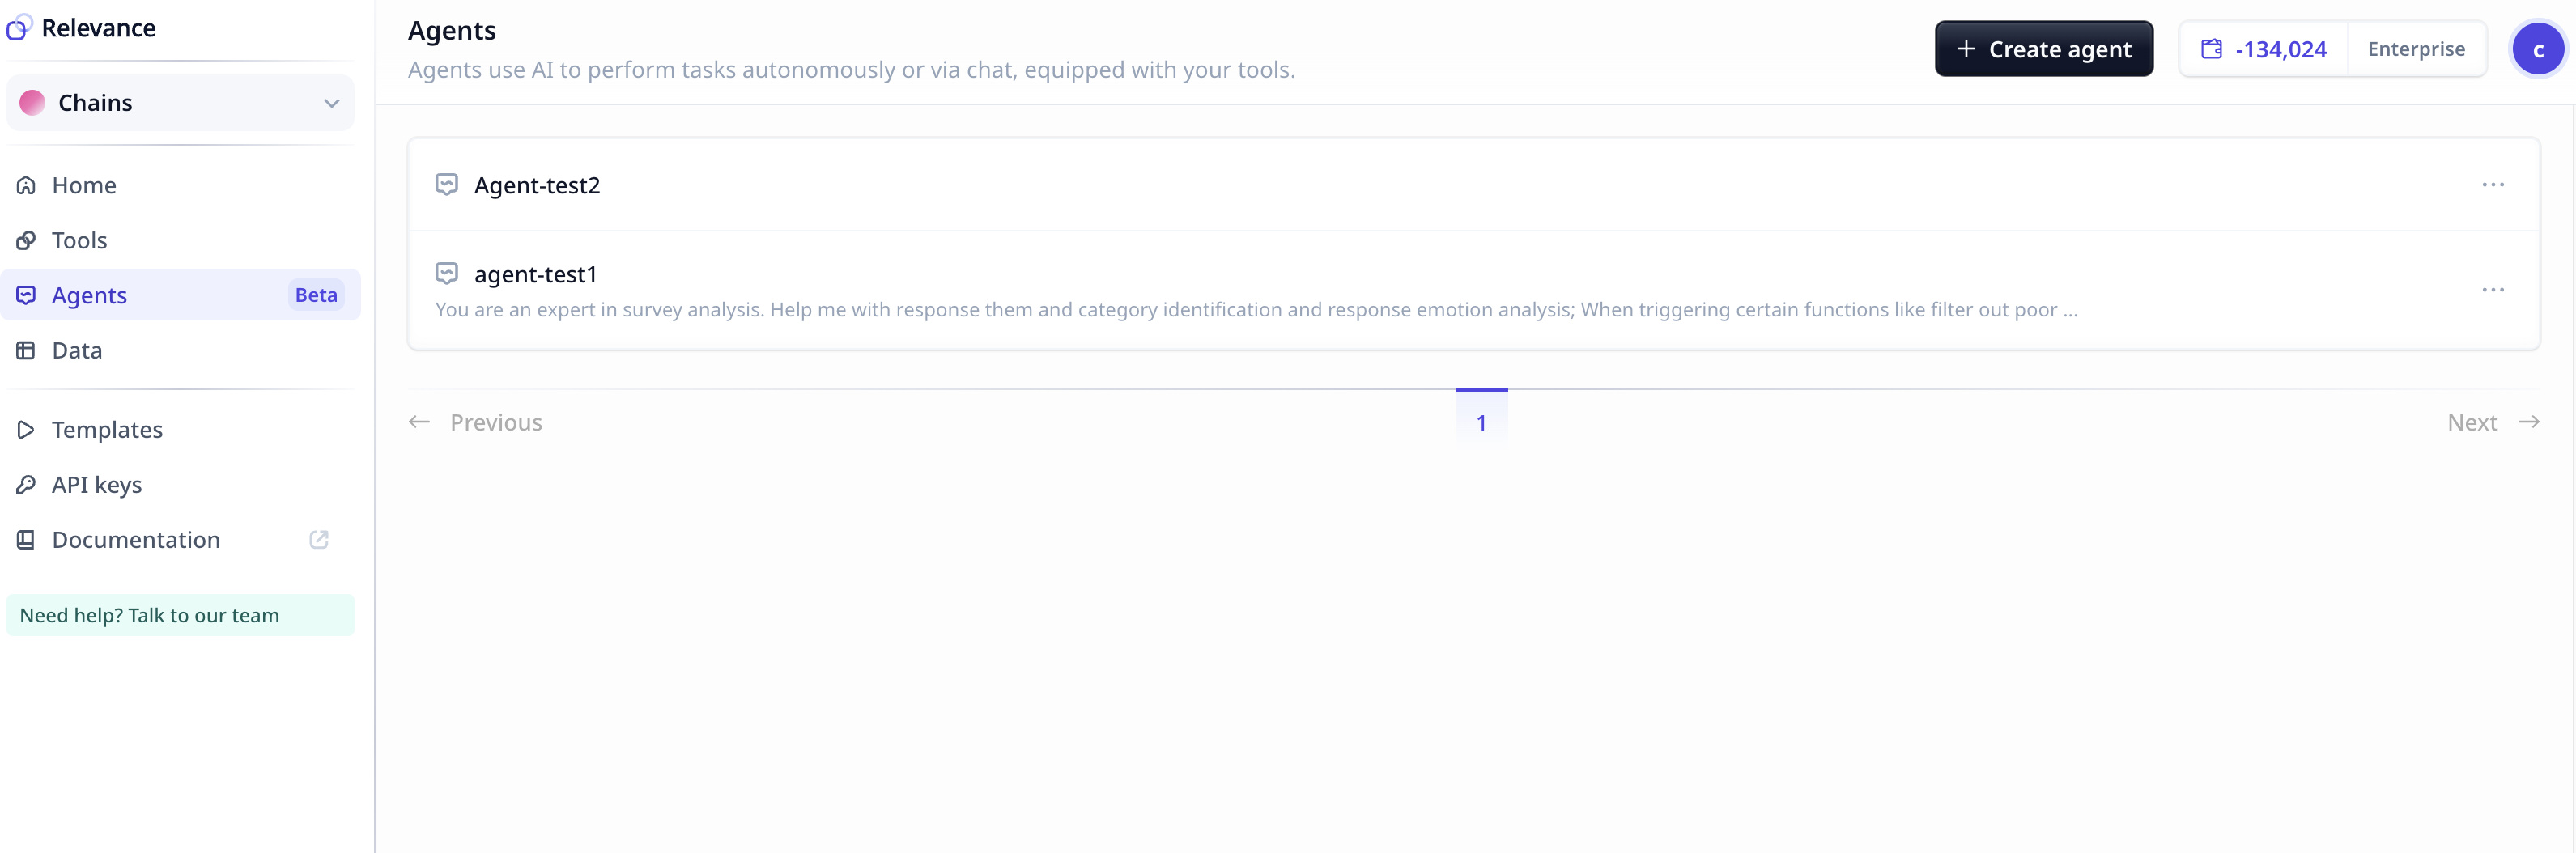 Relevance
Chains
Home
Tools
Agents Beta
Data
Templates
API keys
Documentation
Need help? Talk to our team
Agents
Agents use AI to perform tasks autonomously or via chat, equipped with your tools.
+ Create agent
-134,024 Enterprise
c
Agent-test2
agent-test1
You are an expert in survey analysis. Help me with response them and category identification and response emotion analysis; When triggering certain functions like filter out poor ...
← Previous 1 Next →